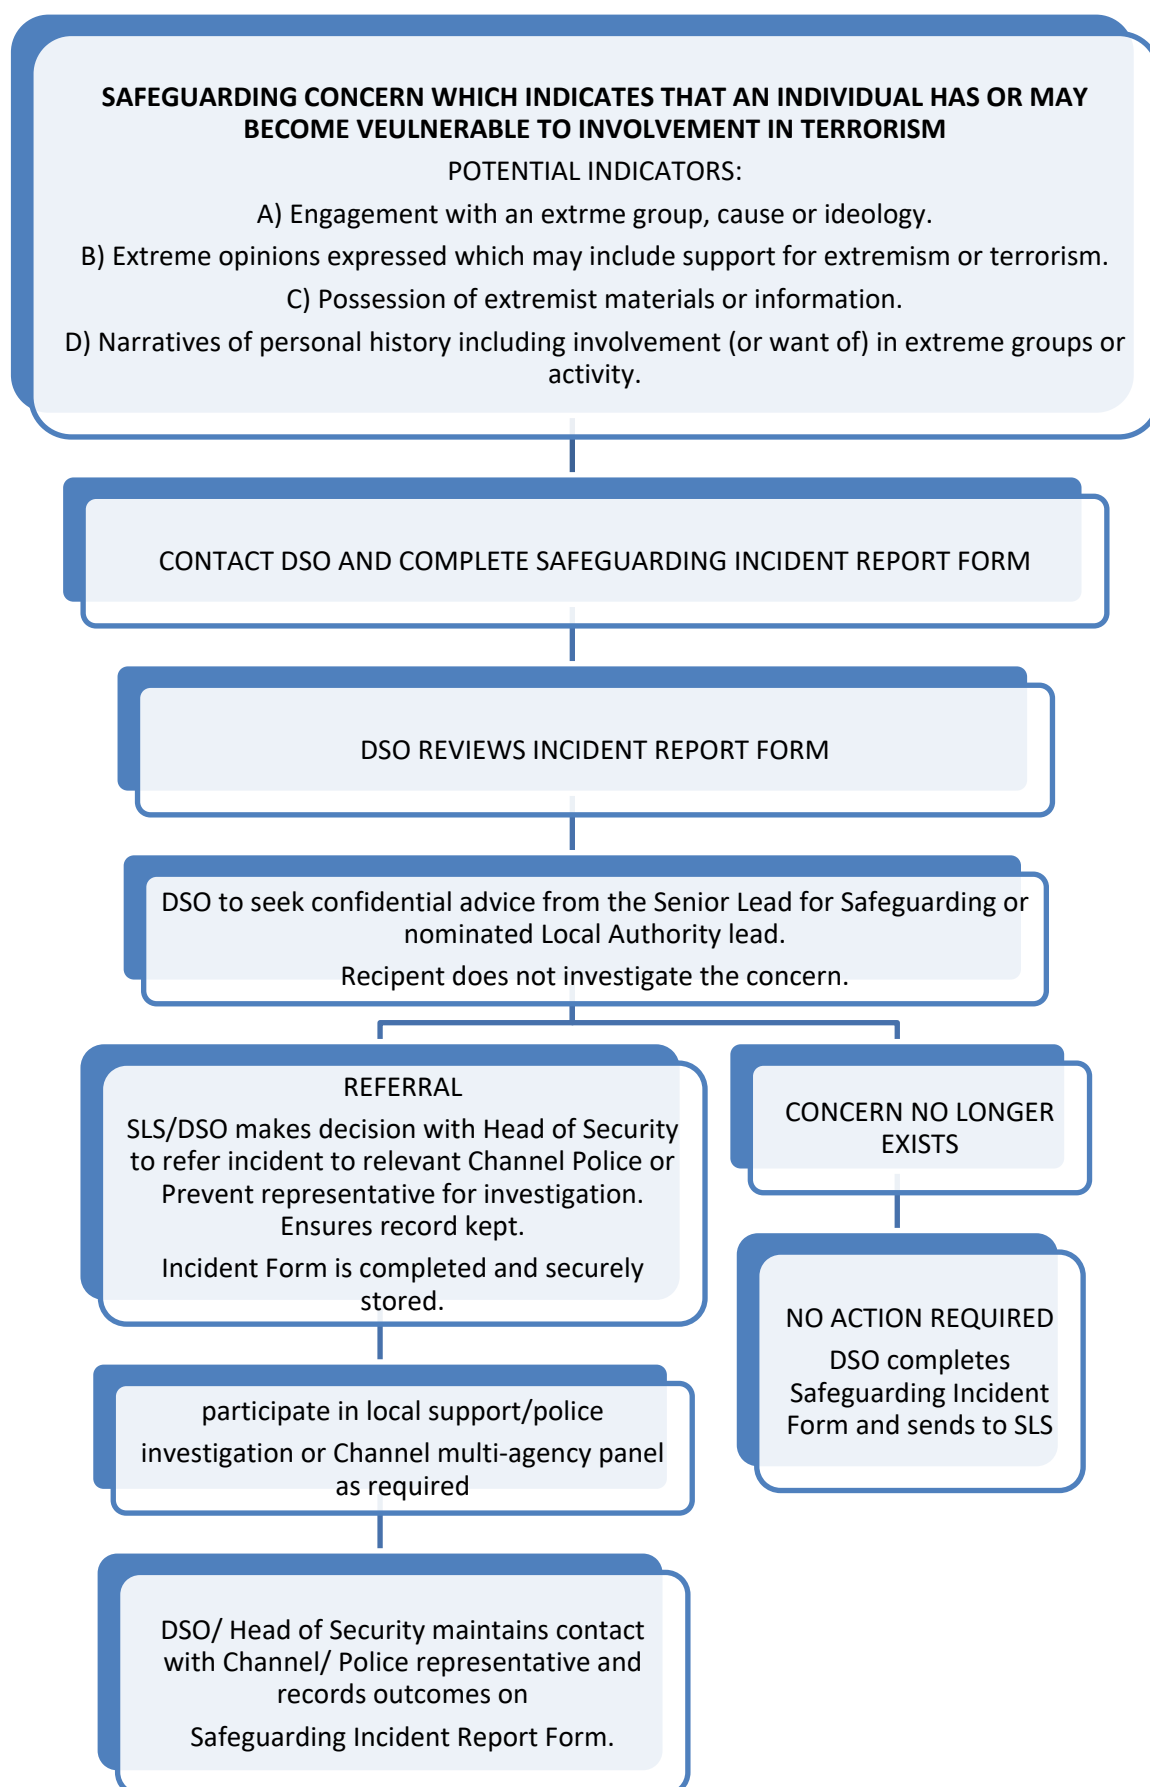 SAFEGUARDING CONCERN WHICH INDICATES THAT AN INDIVIDUAL HAS OR MAY
BECOME VEULNERABLE TO INVOLVEMENT IN TERRORISM
POTENTIAL INDICATORS:
A) Engagement with an extrme group, cause or ideology.
B) Extreme opinions expressed which may include support for extremism or terrorism.
C) Possession of extremist materials or information.
D) Narratives of personal history including involvement (or want of) in extreme groups or
activity.
CONTACT DSO AND COMPLETE SAFEGUARDING INCIDENT REPORT FORM
DSO REVIEWS INCIDENT REPORT FORM
DSO to seek confidential advice from the Senior Lead for Safeguarding or
nominated Local Authority lead.
Recipent does not investigate the concern.
REFERRAL
SLS/DSO makes decision with Head of Security
to refer incident to relevant Channel Police or
Prevent representative for investigation.
Ensures record kept.
Incident Form is completed and securely
stored.
participate in local support/police
investigation or Channel multi-agency panel
as required
DSO/ Head of Security maintains contact
with Channel/ Police representative and
records outcomes on
Safeguarding Incident Report Form.
CONCERN NO LONGER
EXISTS
NO ACTION REQUIRED
DSO completes
Safeguarding Incident
Form and sends to SLS